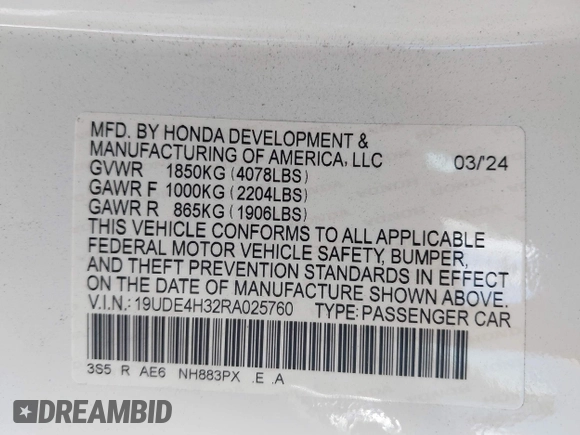 MFD. BY HONDA DEVELOPMENT &
MANUFACTURING OF AMERICA, LLC 03/'24
GVWR 1850KG (4078LBS)
GAWR F 1000KG (2204LBS)
GAWR R 865KG (1906LBS)
THIS VEHICLE CONFORMS TO ALL APPLICABLE
FEDERAL MOTOR VEHICLE SAFETY, BUMPER,
AND THEFT PREVENTION STANDARDS IN EFFECT
ON THE DATE OF MANUFACTURE SHOWN ABOVE.
V.I.N.: 19UDE4H32RA025760 TYPE: PASSENGER CAR
3S5 R AE6 NH883PX .E .A
DREAMBID